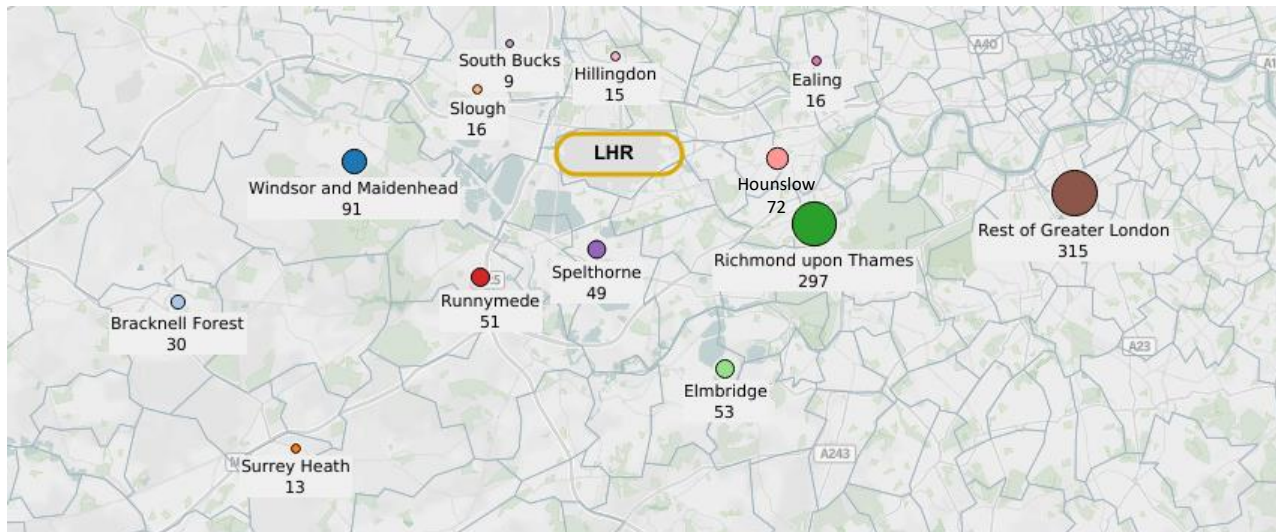 A40
South Bucks
9
Hillingdon
15
Ealing
16
Slough
16
LHR
Windsor and Maidenhead
91
Hounslow
72
Rest of Greater London
315
Richmond upon Thames
297
Spelthorne
49
Runnymede
51
Bracknell Forest
30
A23
Elmbridge
53
A243
Surrey Heath
13